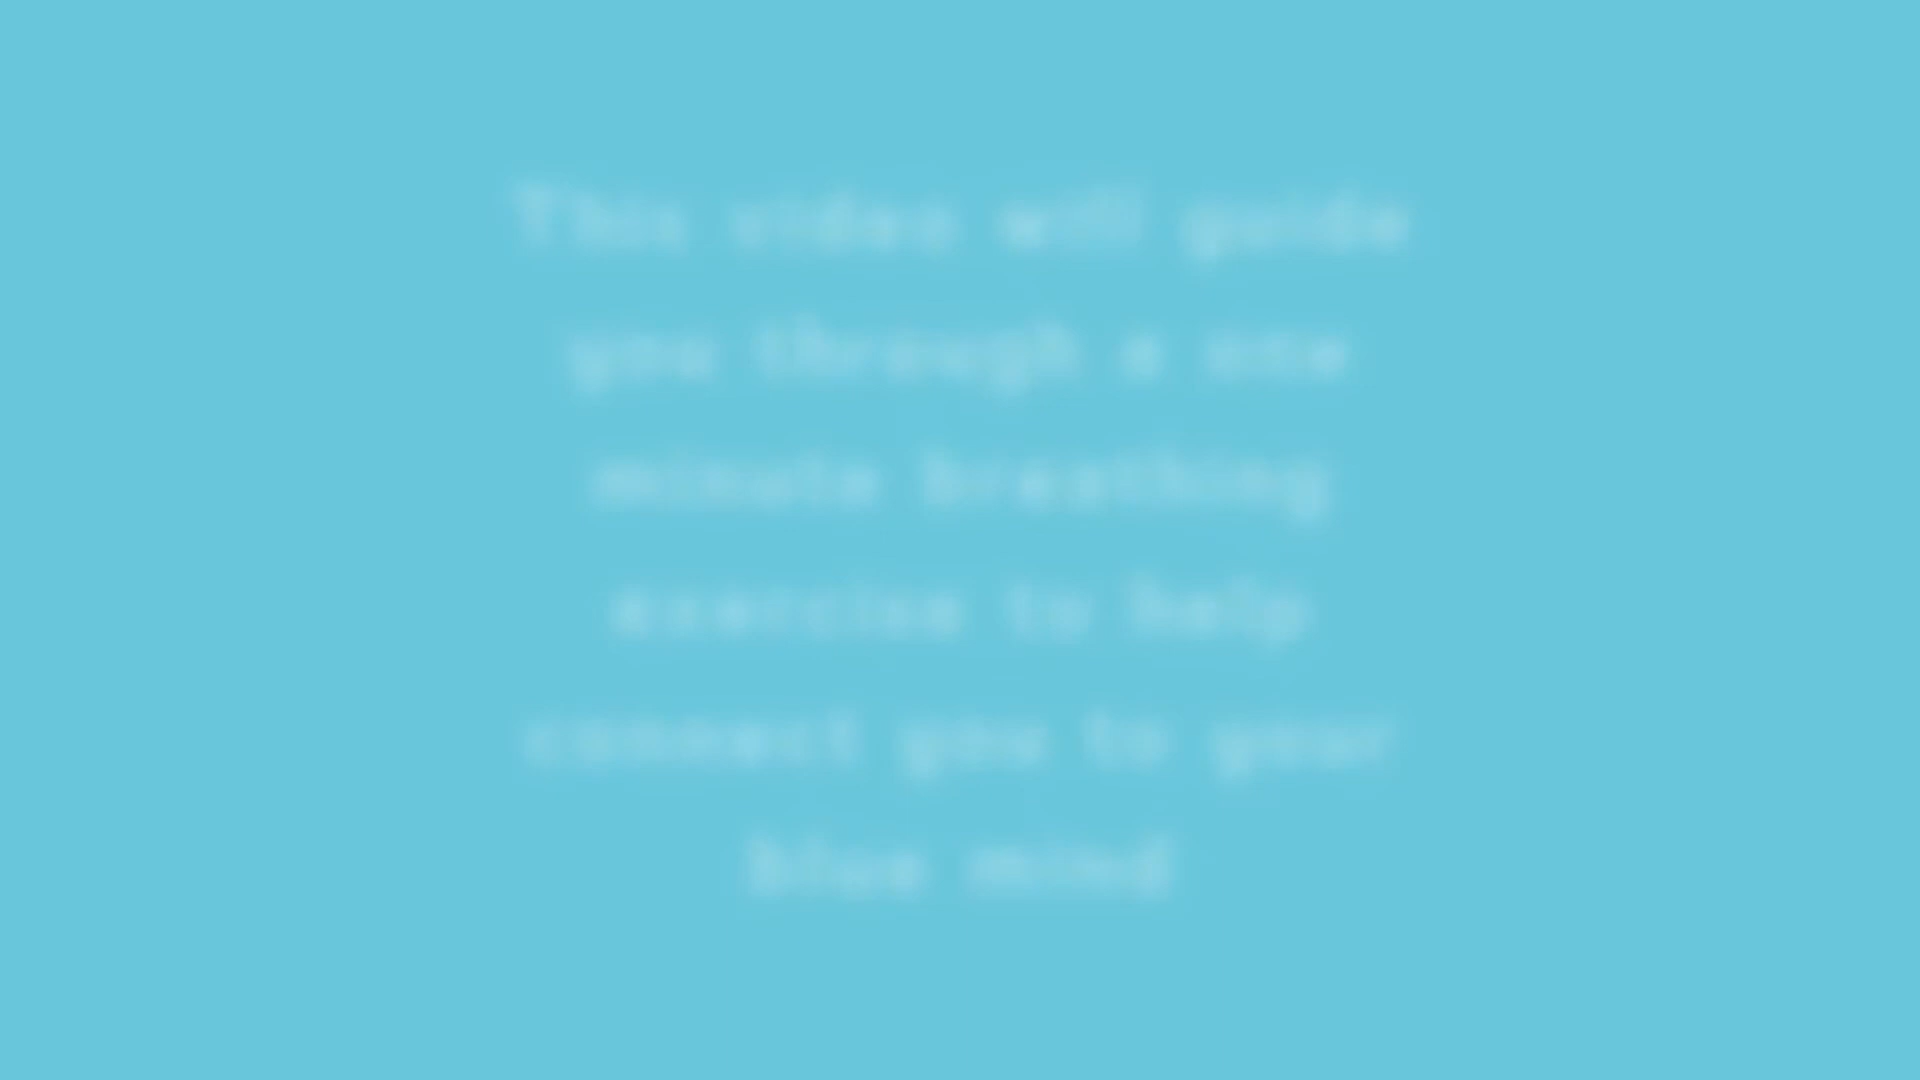 This video will guide
you through a one
minute breathing
exercise to help
connect you to your
blue mind